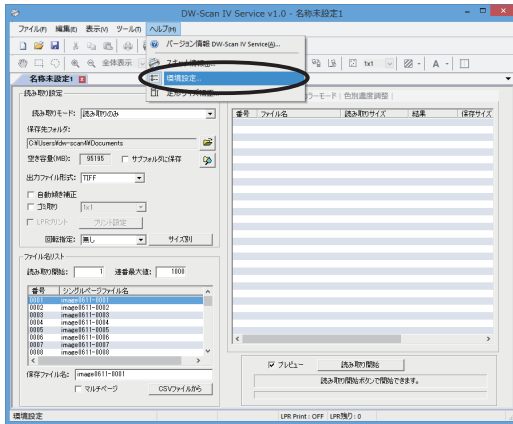 DW-Scan IV Service v1.0 - 名称未設定1
ファイル(F) 編集(E) 表示(V) ツール(T) ヘルプ(H)
バージョン情報 DW-Scan IV Service(A)...
全体表示
環境設定...
1x1
名称未設定1
読み取り設定
カラーモード 色別濃度調整
読み取りモード: 読み取りのみ
保存先フォルダ:
C:¥Users¥dw-scan4¥Documents
空き容量(MB): 95195 サブフォルダに保存
出力ファイル形式: TIFF
自動傾き補正
ゴミ取り 1x1
LPRプリント プリント設定
回転指定: 無し サイズ別
番号 ファイル名 読み取りサイズ 結果 保存サイズ
ファイル名リスト
読み取り開始: 1 連番最大値: 1000
番号 シングルページファイル名
0001 image0611-0001
0002 image0611-0002
0003 image0611-0003
0004 image0611-0004
0005 image0611-0005
0006 image0611-0006
0007 image0611-0007
0008 image0611-0008
保存ファイル名: image0611-0001
マルチページ CSVファイルから
プレビュー 読み取り開始
読み取り開始ボタンで開始できます。
環境設定 LPR Print : OFF LPR残り : 0